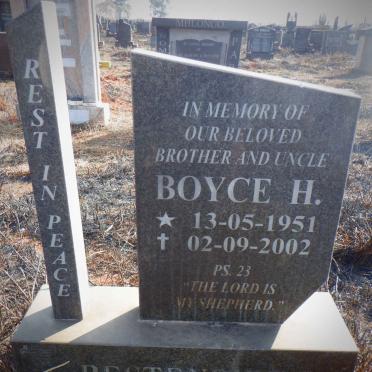 MBLOSCO
REST IN PEACE
IN MEMORY OF
OUR BELOVED
BROTHER AND UNCLE
BOYCE H.
13-05-1951
02-09-2002
PS. 23
"THE LORD IS
MY SHEPHERD."